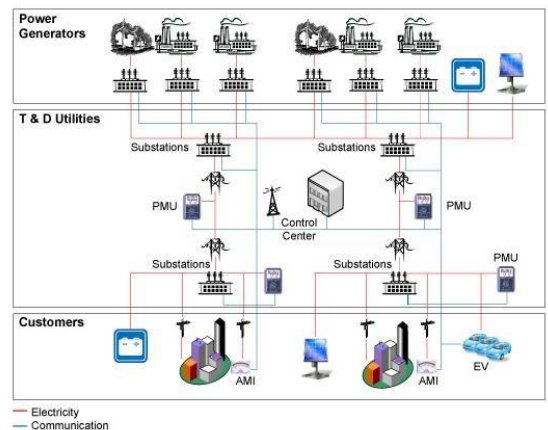 Power
Generators
T & D Utilities
Substations
Substations
PMU
PMU
Control
Center
PMU
Substations
Substations
Customers
AMI
AMI
EV
Electricity
Communication